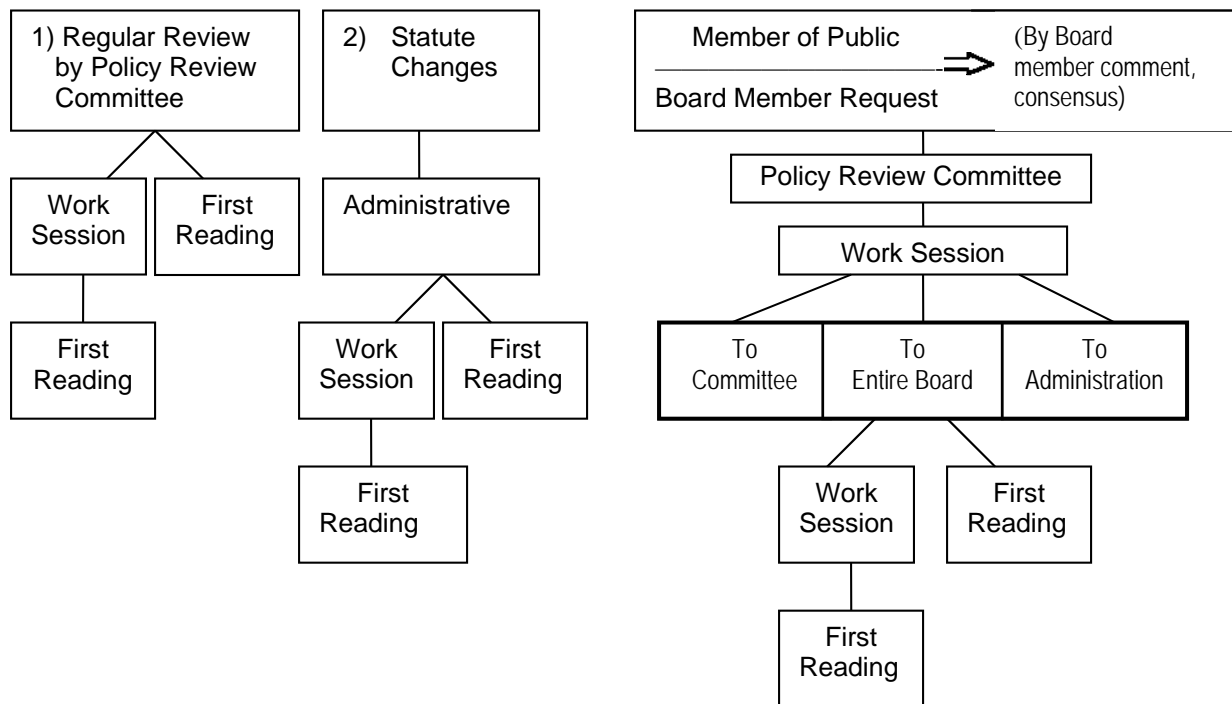 1) Regular Review
by Policy Review
Committee
2) Statute
Changes
Member of Public
Board Member Request
(By Board
member comment,
consensus)
Policy Review Committee
Work
Session
First
Reading
Administrative
Work Session
First
Reading
Work
Session
First
Reading
To
Committee
To
Entire Board
To
Administration
First
Reading
Work
Session
First
Reading
First
Reading